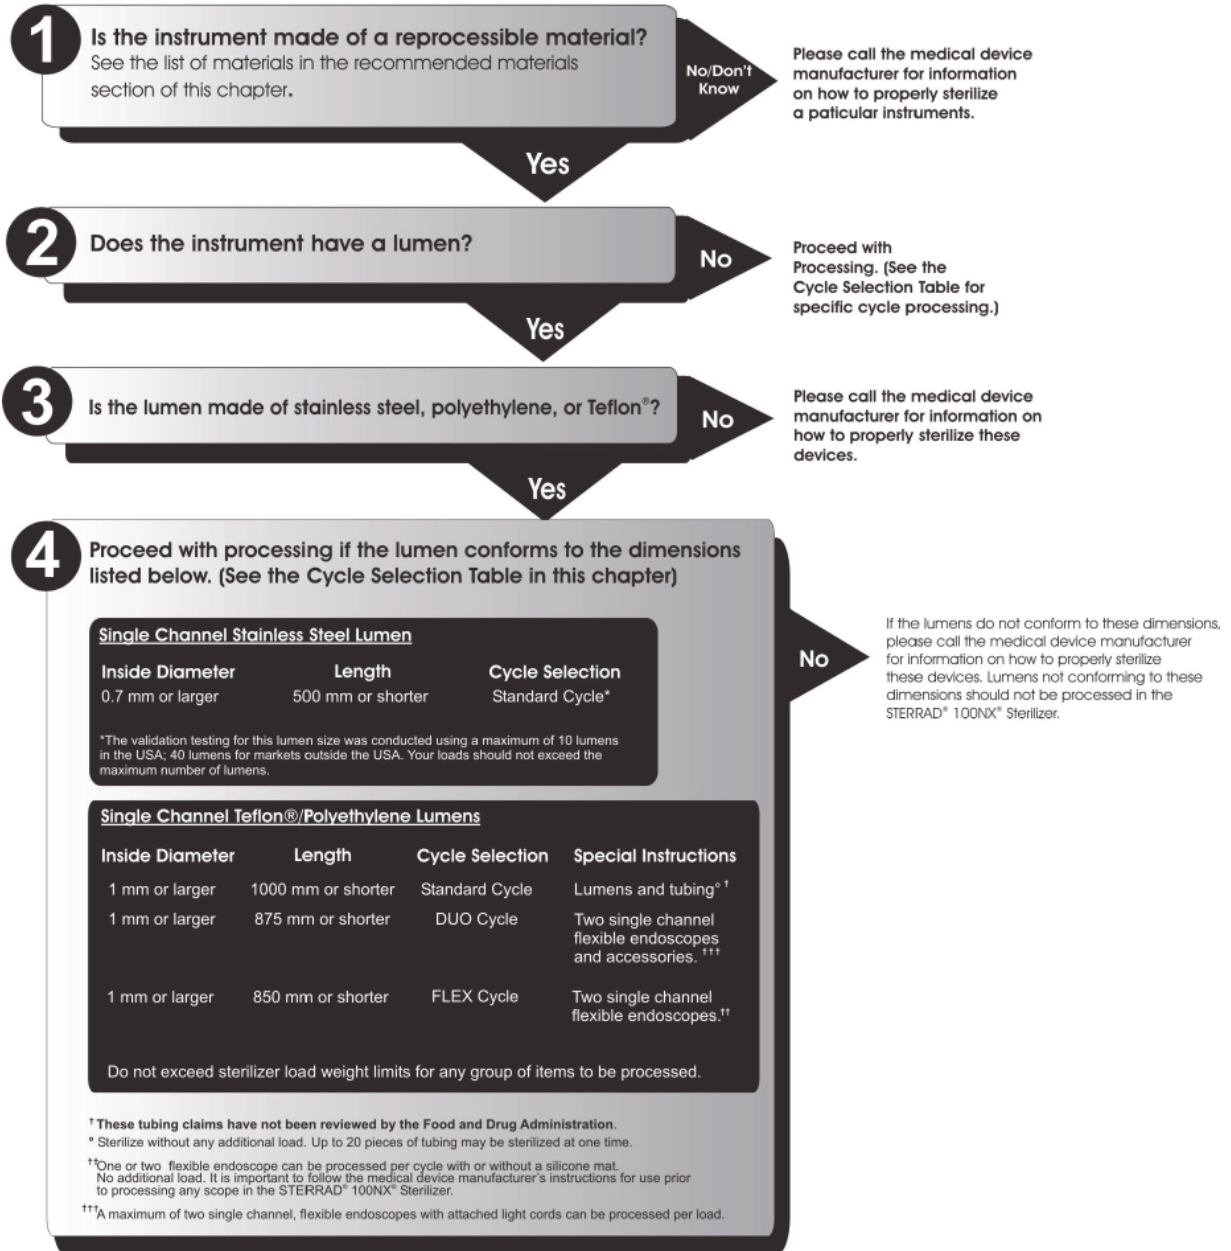 1
Is the instrument made of a reprocessible material?
See the list of materials in the recommended materials
section of this chapter.
No/Don't
Know
Please call the medical device
manufacturer for information
on how to properly sterilize
a paticular instruments.
Yes
2
Does the instrument have a lumen?
No
Proceed with
Processing. (See the
Cycle Selection Table for
specific cycle processing.)
Yes
3
Is the lumen made of stainless steel, polyethylene, or Teflon®?
No
Please call the medical device
manufacturer for information on
how to properly sterilize these
devices.
Yes
4
Proceed with processing if the lumen conforms to the dimensions
listed below. (See the Cycle Selection Table in this chapter)
Single Channel Stainless Steel Lumen
Inside Diameter Length Cycle Selection
0.7 mm or larger 500 mm or shorter Standard Cycle*
*The validation testing for this lumen size was conducted using a maximum of 10 lumens
in the USA; 40 lumens for markets outside the USA. Your loads should not exceed the
maximum number of lumens.
No
If the lumens do not conform to these dimensions,
please call the medical device manufacturer
for information on how to properly sterilize
these devices. Lumens not conforming to these
dimensions should not be processed in the
STERRAD® 100NX® Sterilizer.
Single Channel Teflon®/Polyethylene Lumens
Inside Diameter Length Cycle Selection Special Instructions
1 mm or larger 1000 mm or shorter Standard Cycle Lumens and tubing° †
1 mm or larger 875 mm or shorter DUO Cycle Two single channel
flexible endoscopes
and accessories. †††
1 mm or larger 850 mm or shorter FLEX Cycle Two single channel
flexible endoscopes.††
Do not exceed sterilizer load weight limits for any group of items to be processed.
† These tubing claims have not been reviewed by the Food and Drug Administration.
° Sterilize without any additional load. Up to 20 pieces of tubing may be sterilized at one time.
††One or two flexible endoscope can be processed per cycle with or without a silicone mat.
No additional load. It is important to follow the medical device manufacturer's instructions for use prior
to processing any scope in the STERRAD® 100NX® Sterilizer.
†††A maximum of two single channel, flexible endoscopes with attached light cords can be processed per load.